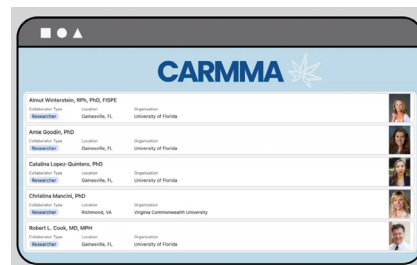 CARMMA
Almut Winterstein, RPh, PhD, FISPE
Collaborator Type Location Organization
Researcher Gainesville, FL University of Florida
Amie Goodin, PhD
Collaborator Type Location Organization
Researcher Gainesville, FL University of Florida
Catalina Lopez-Quintero, PhD
Collaborator Type Location Organization
Researcher Gainesville, FL University of Florida
Christina Mancini, PhD
Collaborator Type Location Organization
Researcher Richmond, VA Virginia Commonwealth University
Robert L. Cook, MD, MPH
Collaborator Type Location Organization
Researcher Gainesville, FL University of Florida